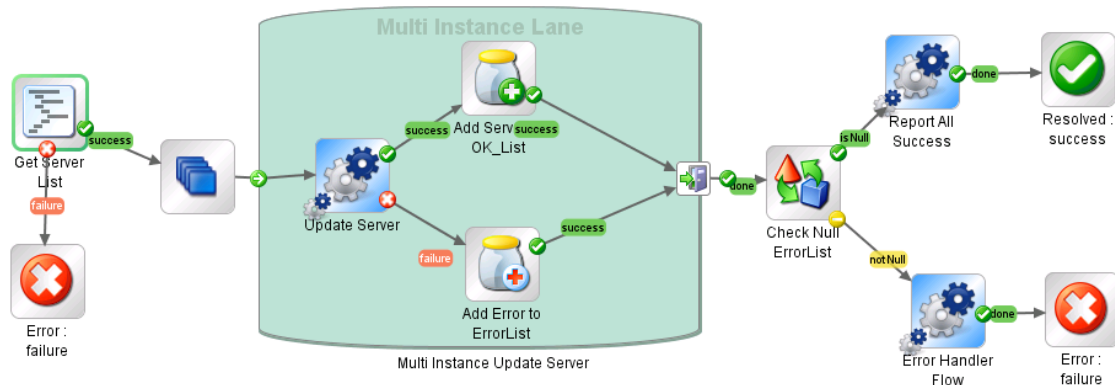 Multi Instance Lane
Get Server
List
success
failure
Error :
failure
Update Server
success
failure
Add Serv
success
OK_List
success
Add Error to
ErrorList
Multi Instance Update Server
done
Check Null
ErrorList
isNull
notNull
Report All
Success
done
Resolved :
success
Error Handler
Flow
done
Error :
failure